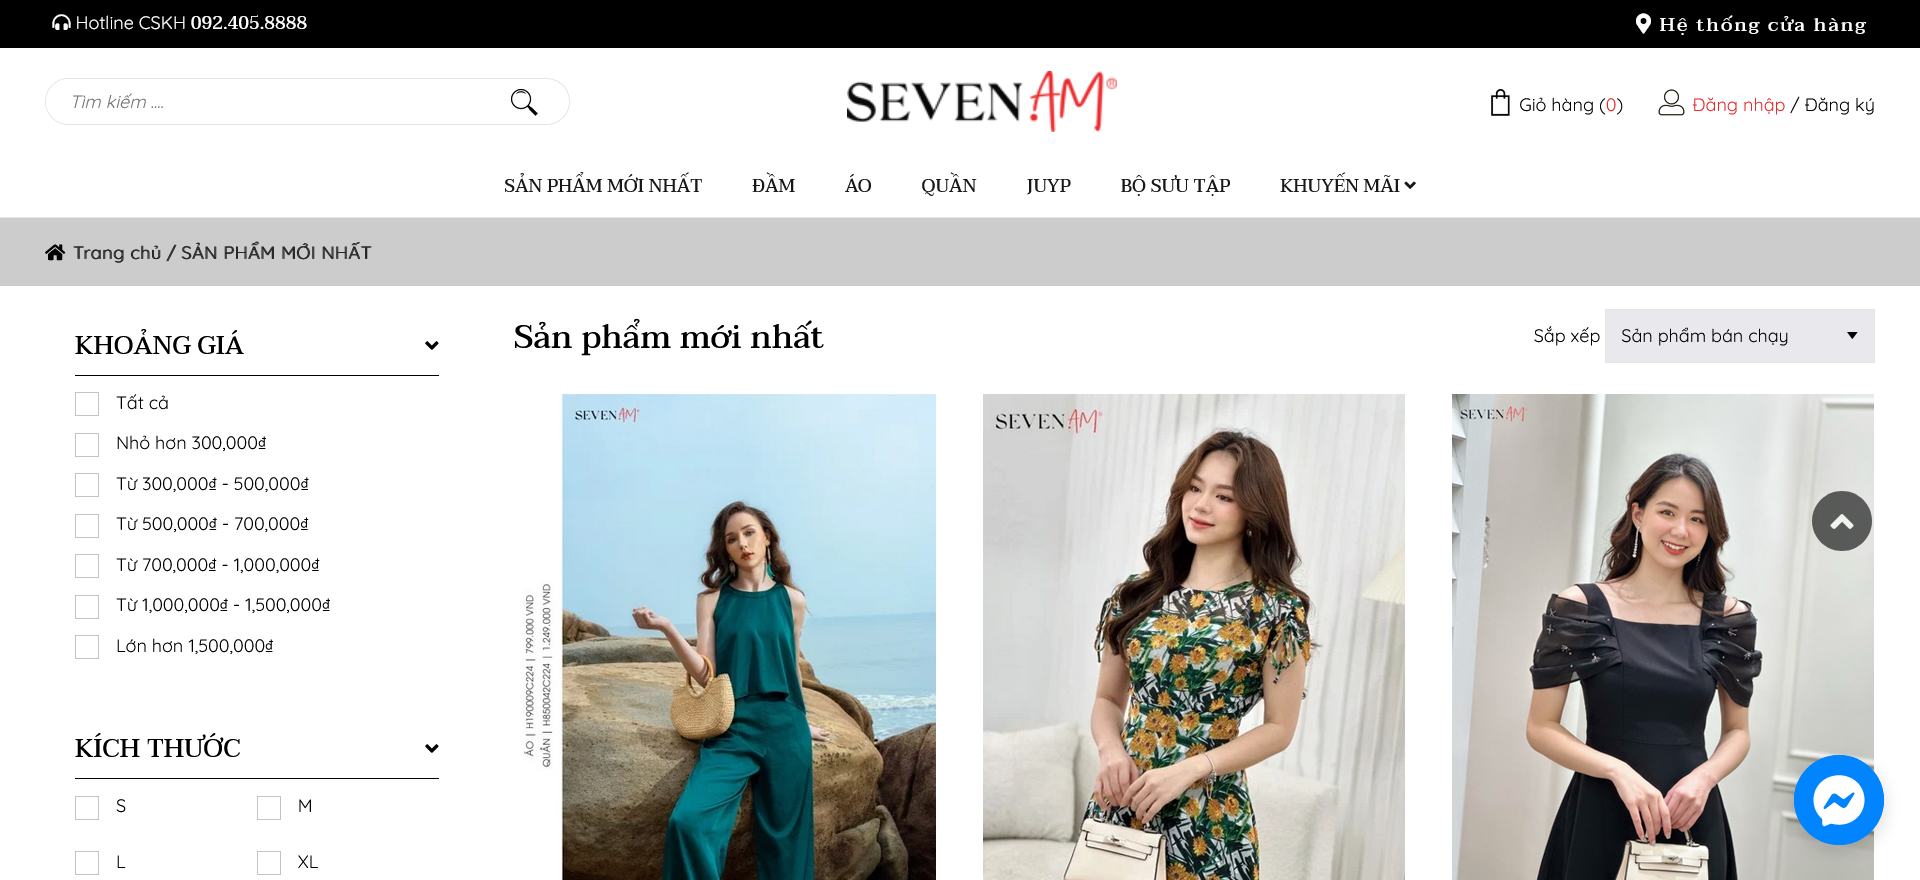 Hotline CSKH 092.405.8888
Hệ thống cửa hàng
Tìm kiếm ....
SEVEN.AM®
Giỏ hàng (0)
Đăng nhập / Đăng ký
SẢN PHẨM MỚI NHẤT
ĐẦM
ÁO
QUẦN
JUYP
BỘ SƯU TẬP
KHUYẾN MÃI
Trang chủ / SẢN PHẨM MỚI NHẤT
KHOẢNG GIÁ
Tất cả
Nhỏ hơn 300,000₫
Từ 300,000₫ - 500,000₫
Từ 500,000₫ - 700,000₫
Từ 700,000₫ - 1,000,000₫
Từ 1,000,000₫ - 1,500,000₫
Lớn hơn 1,500,000₫
KÍCH THƯỚC
S
M
L
XL
Sản phẩm mới nhất
Sắp xếp
Sản phẩm bán chạy
SEVEN.AM®
ÁO | H190009C224 | 799.000 VND
QUẦN | H850042C224 | 1.249.000 VND
SEVEN.AM®
SEVEN.AM®